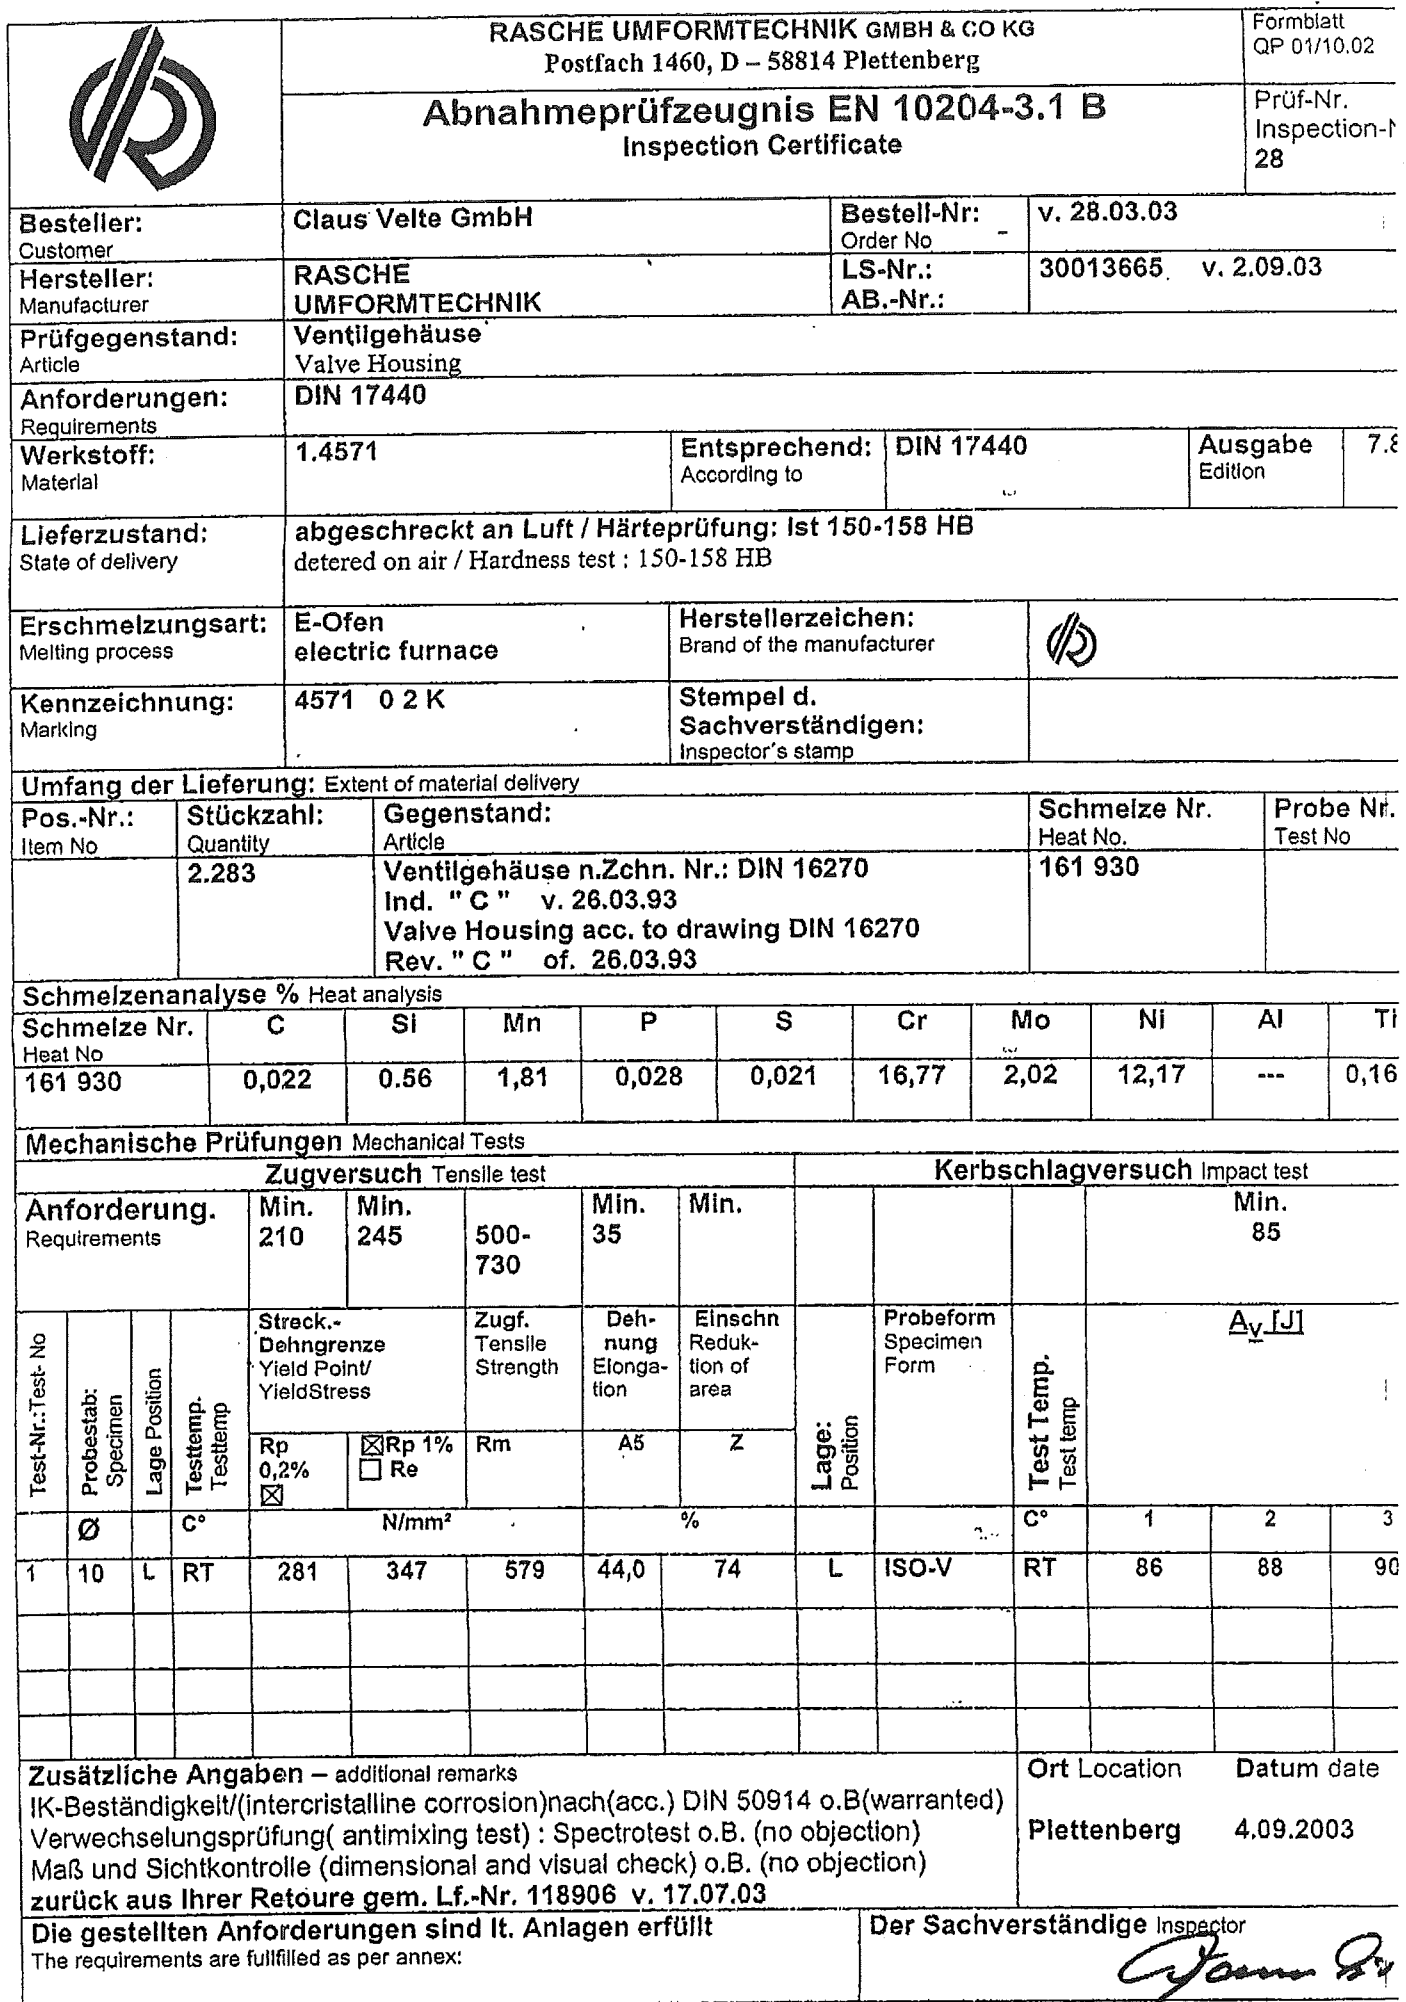 RASCHE UMFORMTECHNIK GMBH & CO KG
Postfach 1460, D – 58814 Plettenberg
Formblatt
QP 01/10.02
Abnahmeprüfzeugnis EN 10204-3.1 B
Inspection Certificate
Prüf-Nr.
Inspection-
28
Besteller: Claus Velte GmbH Bestell-Nr: v. 28.03.03
Customer Order No -
Hersteller: RASCHE LS-Nr.: 30013665 v. 2.09.03
Manufacturer UMFORMTECHNIK AB.-Nr.:
Prüfgegenstand: Ventilgehäuse
Article Valve Housing
Anforderungen: DIN 17440
Requirements
Werkstoff: 1.4571 Entsprechend: DIN 17440 Ausgabe 7.
Material According to Edition
Lieferzustand: abgeschreckt an Luft / Härteprüfung: Ist 150-158 HB
State of delivery detered on air / Hardness test : 150-158 HB
Erschmelzungsart: E-Ofen Herstellerzeichen:
Melting process electric furnace Brand of the manufacturer
Kennzeichnung: 4571 0 2 K Stempel d.
Marking Sachverständigen:
Inspector's stamp
Umfang der Lieferung: Extent of material delivery
Pos.-Nr.: Stückzahl: Gegenstand: Schmelze Nr. Probe Nr.
Item No Quantity Article Heat No. Test No
2.283 Ventilgehäuse n.Zchn. Nr.: DIN 16270 161 930
Ind. " C " v. 26.03.93
Valve Housing acc. to drawing DIN 16270
Rev. " C " of. 26.03.93
Schmelzenanalyse % Heat analysis
Schmelze Nr. C Si Mn P S Cr Mo Ni Al Ti
Heat No
161 930 0,022 0.56 1,81 0,028 0,021 16,77 2,02 12,17 --- 0,16
Mechanische Prüfungen Mechanical Tests
Zugversuch Tensile test Kerbschlagversuch Impact test
Anforderung. Min. Min. Min. Min. Min.
Requirements 210 245 500- 35 85
730
Test-Nr.:Test- No
Probestab:
Specimen
Lage Position
Testtemp.
Testtemp
Streck.-
Dehngrenze
Yield Point/
YieldStress
Zugf.
Tensile
Strength
Deh-
nung
Elonga-
tion
Einschn
Reduk-
tion of
area
Lage:
Position
Probeform
Specimen
Form
Test Temp.
Test temp
Av [J]
Rp
0,2%
☒
☒Rp 1%
☐ Re
Rm A5 Z
Ø C° N/mm² % C° 1 2 3
1 10 L RT 281 347 579 44,0 74 L ISO-V RT 86 88 90
Zusätzliche Angaben – additional remarks
IK-Beständigkeit/(intercristalline corrosion)nach(acc.) DIN 50914 o.B(warranted)
Verwechselungsprüfung( antimixing test) : Spectrotest o.B. (no objection)
Maß und Sichtkontrolle (dimensional and visual check) o.B. (no objection)
zurück aus Ihrer Retoure gem. Lf.-Nr. 118906 v. 17.07.03
Ort Location Datum date
Plettenberg 4.09.2003
Die gestellten Anforderungen sind lt. Anlagen erfüllt
The requirements are fullfilled as per annex:
Der Sachverständige Inspector